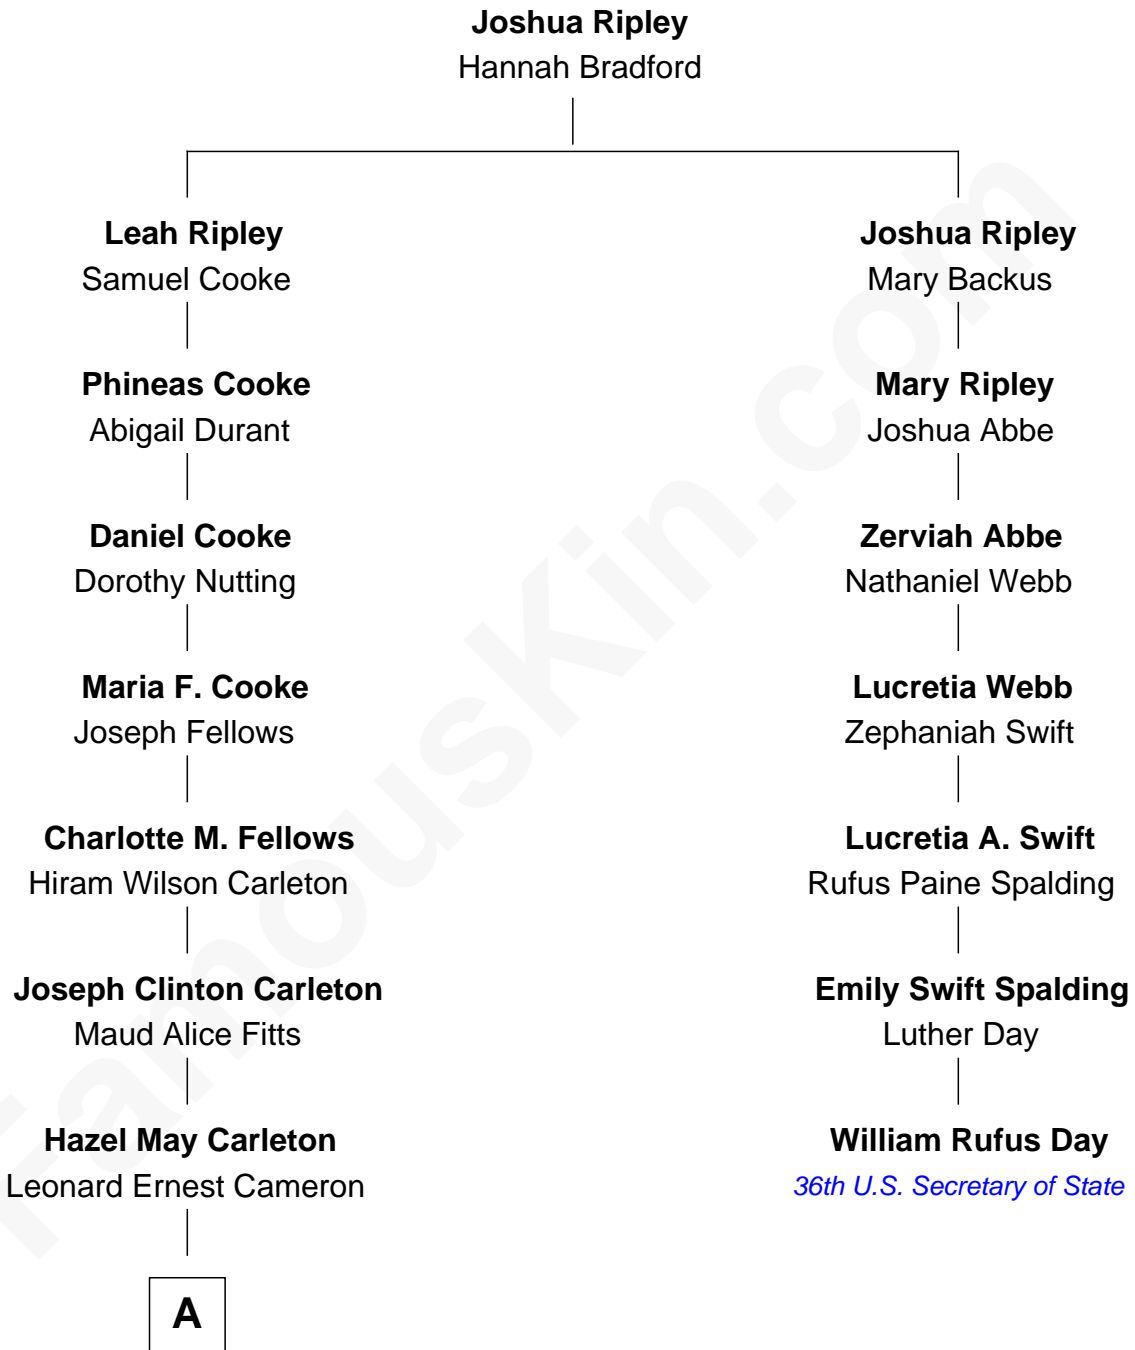 Joshua Ripley
Hannah Bradford
Leah Ripley
Samuel Cooke
Joshua Ripley
Mary Backus
Phineas Cooke
Abigail Durant
Mary Ripley
Joshua Abbe
Daniel Cooke
Dorothy Nutting
Zerviah Abbe
Nathaniel Webb
Maria F. Cooke
Joseph Fellows
Lucretia Webb
Zephaniah Swift
Charlotte M. Fellows
Hiram Wilson Carleton
Lucretia A. Swift
Rufus Paine Spalding
Joseph Clinton Carleton
Maud Alice Fitts
Emily Swift Spalding
Luther Day
Hazel May Carleton
Leonard Ernest Cameron
William Rufus Day
36th U.S. Secretary of State
A
FamousKin.com